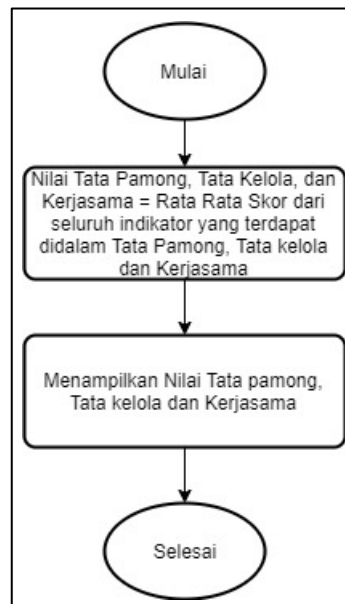 Mulai
Nilai Tata Pamong, Tata Kelola, dan
Kerjasama = Rata Rata Skor dari
seluruh indikator yang terdapat
didalam Tata Pamong, Tata kelola
dan Kerjasama
Menampilkan Nilai Tata pamong,
Tata kelola dan Kerjasama
Selesai